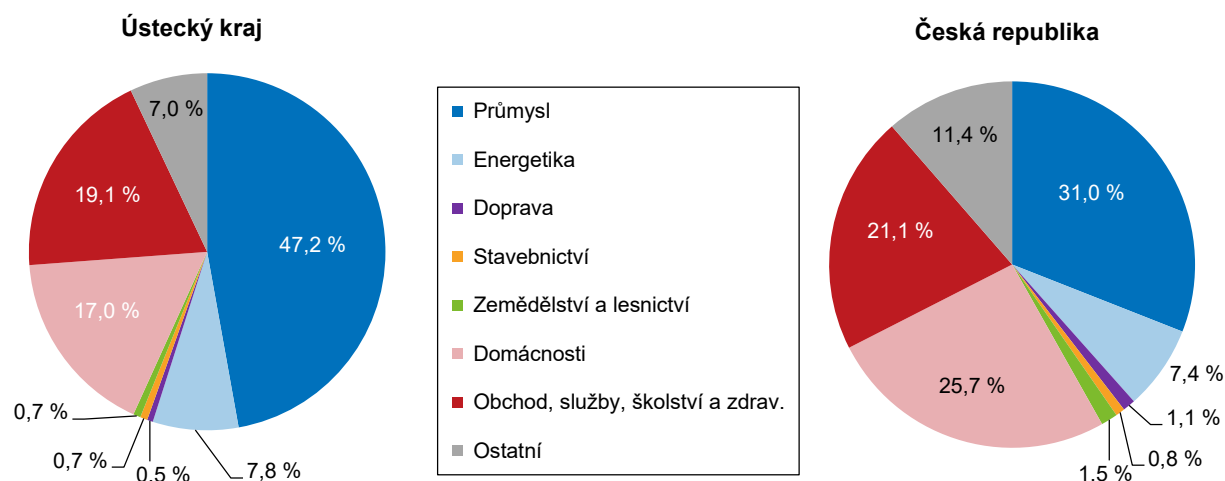 Ústecký kraj
7,0 %
19,1 %
47,2 %
17,0 %
0,7 %
0,7 %
0,5 %
7,8 %
Průmysl
Energetika
Doprava
Stavebnictví
Zemědělství a lesnictví
Domácnosti
Obchod, služby, školství a zdrav.
Ostatní
Česká republika
11,4 %
31,0 %
21,1 %
25,7 %
7,4 %
1,1 %
0,8 %
1,5 %